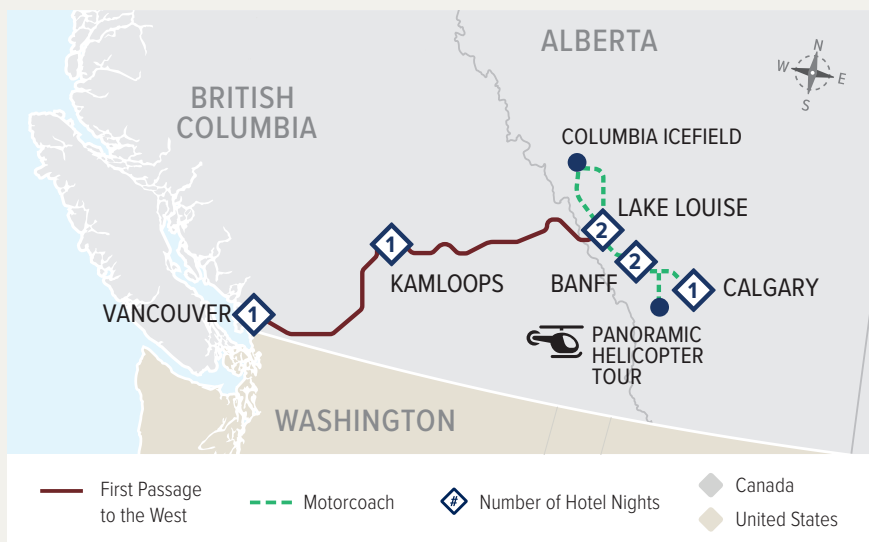 ALBERTA
N
W
E
S
BRITISH
COLUMBIA
COLUMBIA ICEFIELD
LAKE LOUISE
2
1
KAMLOOPS
2
BANFF
1
CALGARY
VANCOUVER
1
PANORAMIC
HELICOPTER
TOUR
WASHINGTON
First Passage
to the West
Motorcoach
#
Number of Hotel Nights
Canada
United States